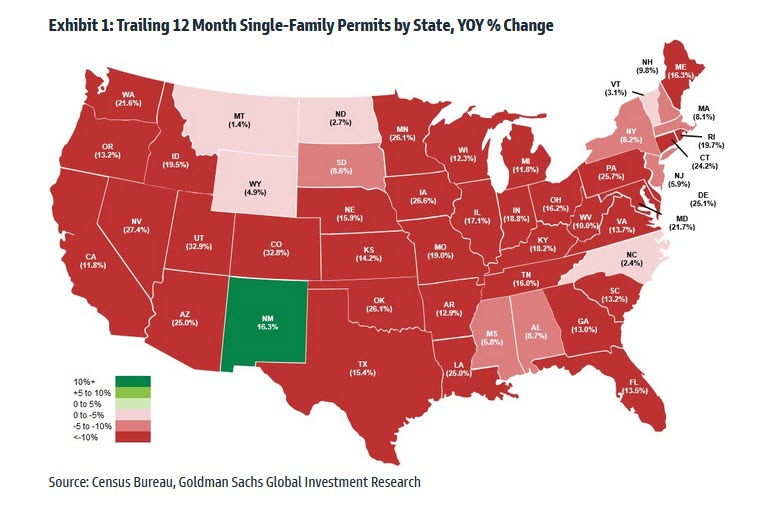 Exhibit 1: Trailing 12 Month Single-Family Permits by State, YOY % Change
WA
(21.6%)
OR
(13.2%)
CA
(11.8%)
ID
(19.5%)
NV
(27.4%)
MT
(1.4%)
WY
(4.9%)
UT
(32.9%)
AZ
(25.0%)
CO
(32.8%)
NM
16.3%
ND
(2.7%)
SD
(8.6%)
NE
(15.9%)
KS
(14.2%)
OK
(26.1%)
TX
(15.4%)
MN
(26.1%)
IA
(26.6%)
MO
(19.0%)
AR
(12.9%)
LA
(25.0%)
WI
(12.3%)
IL
(17.1%)
MI
(11.8%)
IN
(18.8%)
OH
(16.2%)
KY
(18.2%)
TN
(16.0%)
MS
(5.8%)
AL
(8.7%)
GA
(13.0%)
FL
(13.5%)
SC
(13.2%)
NC
(2.4%)
VA
(13.7%)
WV
(10.0%)
PA
(25.7%)
NY
(8.2%)
VT
(3.1%)
NH
(9.8%)
ME
(16.3%)
MA
(8.1%)
RI
(19.7%)
CT
(24.2%)
NJ
(5.9%)
DE
(25.1%)
MD
(21.7%)
10%+
+5 to 10%
0 to 5%
0 to -5%
-5 to -10%
<-10%
Source: Census Bureau, Goldman Sachs Global Investment Research